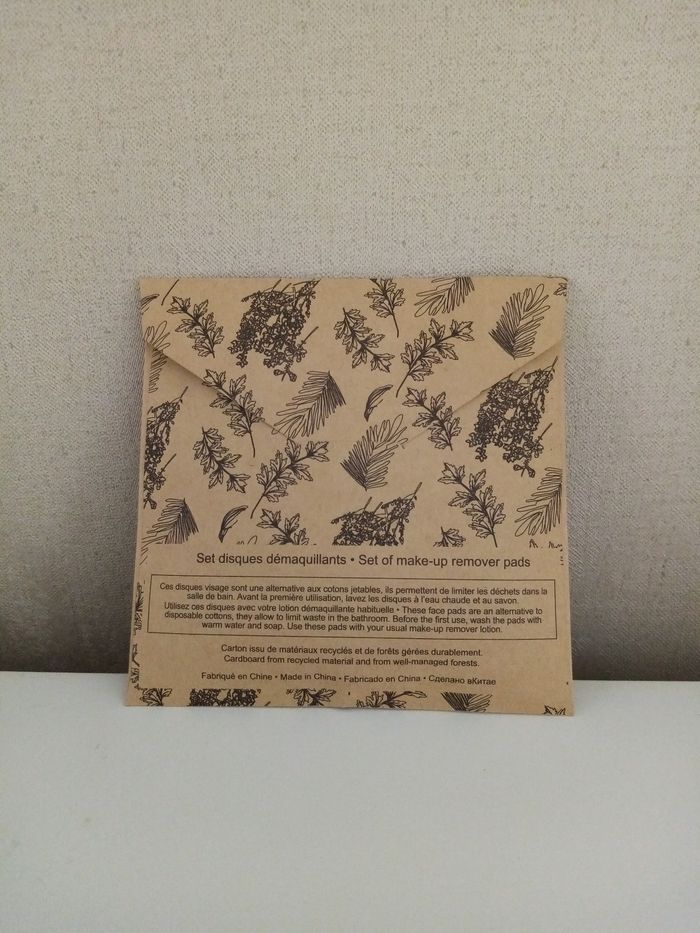 Set disques démaquillants • Set of make-up remover pads
Ces disques visage sont une alternative aux cotons jetables, ils permettent de limiter les déchets dans la
salle de bain. Avant la première utilisation, lavez les disques à l'eau chaude et au savon.
Utilisez ces disques avec votre lotion démaquillante habituelle • These face pads are an alternative to
disposable cottons, they allow to limit waste in the bathroom. Before the first use, wash the pads with
warm water and soap. Use these pads with your usual make-up remover lotion.
Carton issu de matériaux recyclés et de forêts gérées durablement.
Cardboard from recycled material and from well-managed forests.
Fabriqué en Chine • Made in China • Fabricado en China • Сделано вКитае